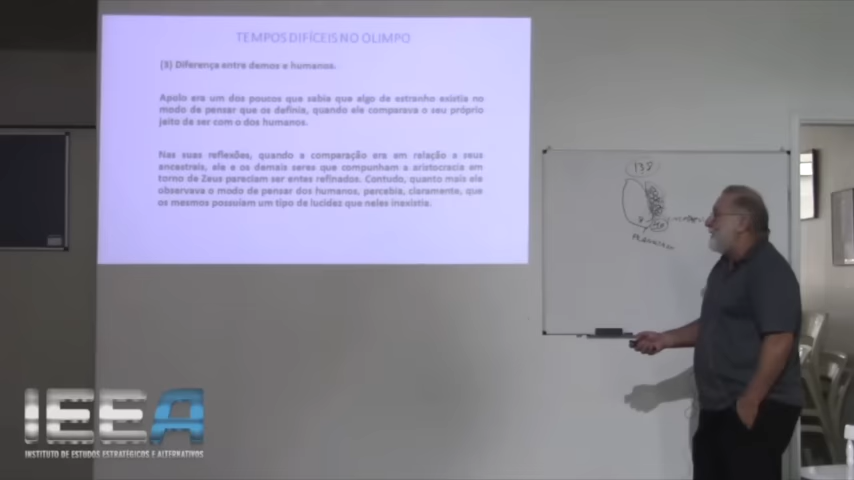 TEMPOS DIFÍCEIS NO OLIMPO
(3) Diferença entre demos e humanos.
Apolo era um dos poucos que sabia que algo de estranho existia no
modo de pensar que os definia, quando ele comparava o seu próprio
jeito de ser com o dos humanos.
Nas suas reflexões, quando a comparação era em relação a seus
ancestrais, ele e os demais seres que compunham a aristocracia em
torno de Zeus pareciam ser entes refinados. Contudo, quanto mais ele
observava o modo de pensar dos humanos, percebia, claramente, que
os mesmos possuíam um tipo de lucidez que neles inexistia.
138
IEEA
INSTITUTO DE ESTUDOS ESTRATÉGICOS E ALTERNATIVOS